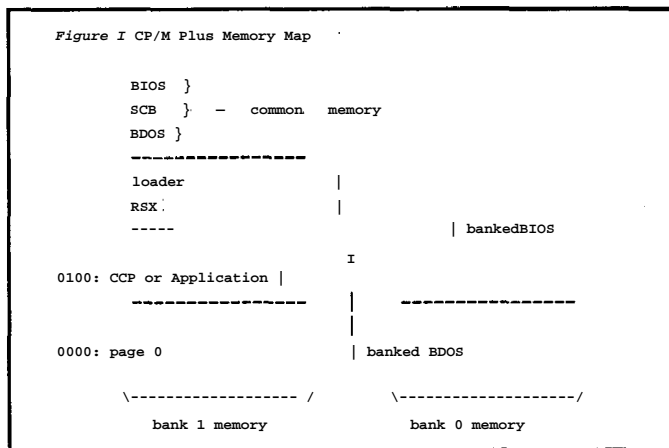 Figure I CP/M Plus Memory Map
BIOS }
SCB } — common memory
BDOS }
-----------------
loader |
RSX |
----- | bankedBIOS
I
0100: CCP or Application |
----------------- | -----------------
|
0000: page 0 | banked BDOS
\------------------- / \-------------------/
bank 1 memory bank 0 memory